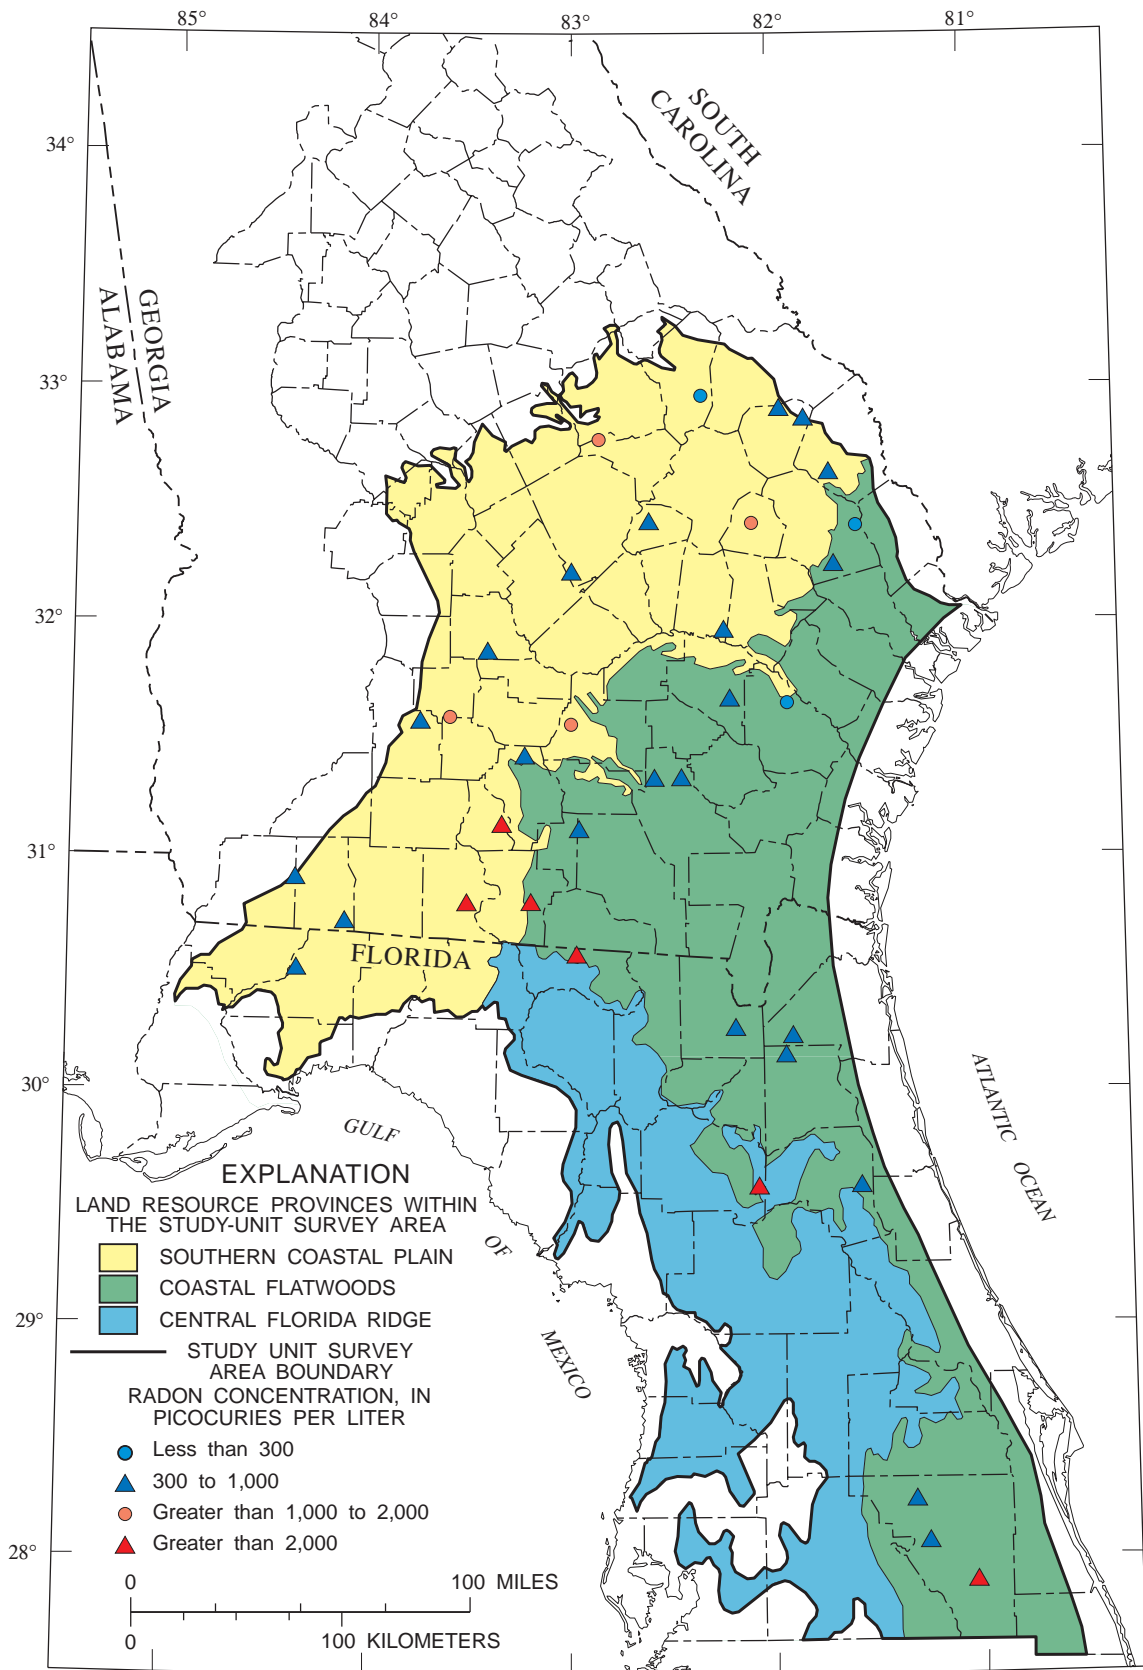 85° 84° 83° 82° 81°
34°
33°
32°
31°
30°
29°
28°
SOUTH
CAROLINA
GEORGIA
ALABAMA
FLORIDA
GULF
OF
MEXICO
ATLANTIC OCEAN
EXPLANATION
LAND RESOURCE PROVINCES WITHIN
THE STUDY-UNIT SURVEY AREA
SOUTHERN COASTAL PLAIN
COASTAL FLATWOODS
CENTRAL FLORIDA RIDGE
STUDY UNIT SURVEY
AREA BOUNDARY
RADON CONCENTRATION, IN
PICOCURIES PER LITER
Less than 300
300 to 1,000
Greater than 1,000 to 2,000
Greater than 2,000
0 100 MILES
0 100 KILOMETERS